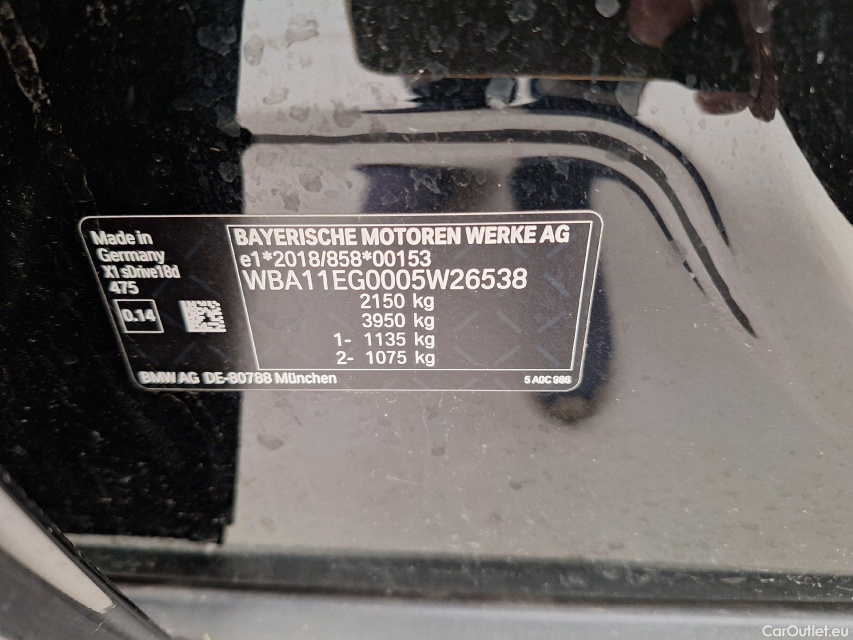 Made in
Germany
X1 sDrive18d
475
0.14
BAYERISCHE MOTOREN WERKE AG
e1*2018/858*00153
WBA11EG0005W26538
2150 kg
3950 kg
1- 1135 kg
2- 1075 kg
BMW AG DE-80788 München
5 A0C 986
CarOutlet.eu